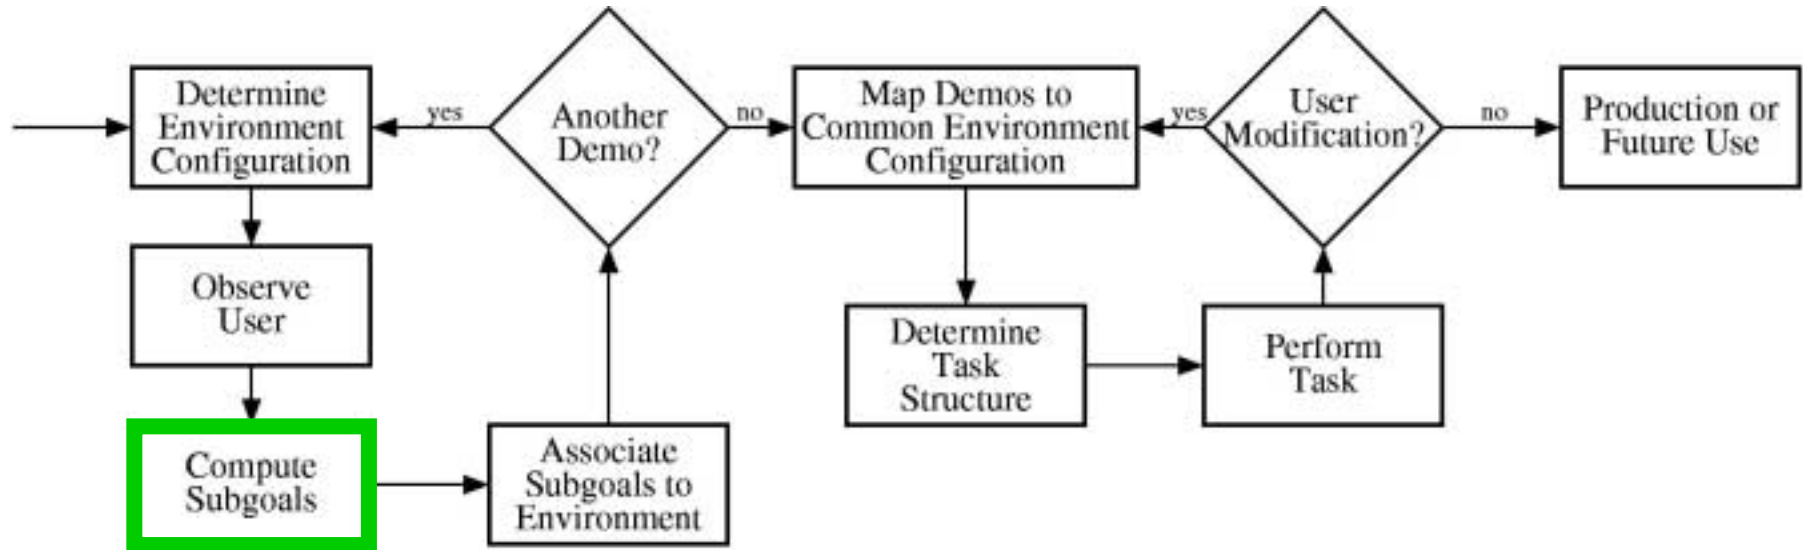 Determine
Environment
Configuration
yes
Another
Demo?
no
Map Demos to
Common Environment
Configuration
yes
User
Modification?
no
Production or
Future Use
Observe
User
Determine
Task
Structure
Perform
Task
Compute
Subgoals
Associate
Subgoals to
Environment